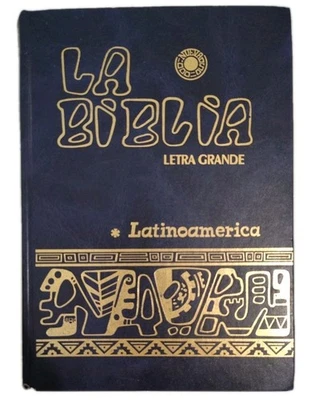 LA
BIBLIA
LETRA GRANDE
* Latinoamerica